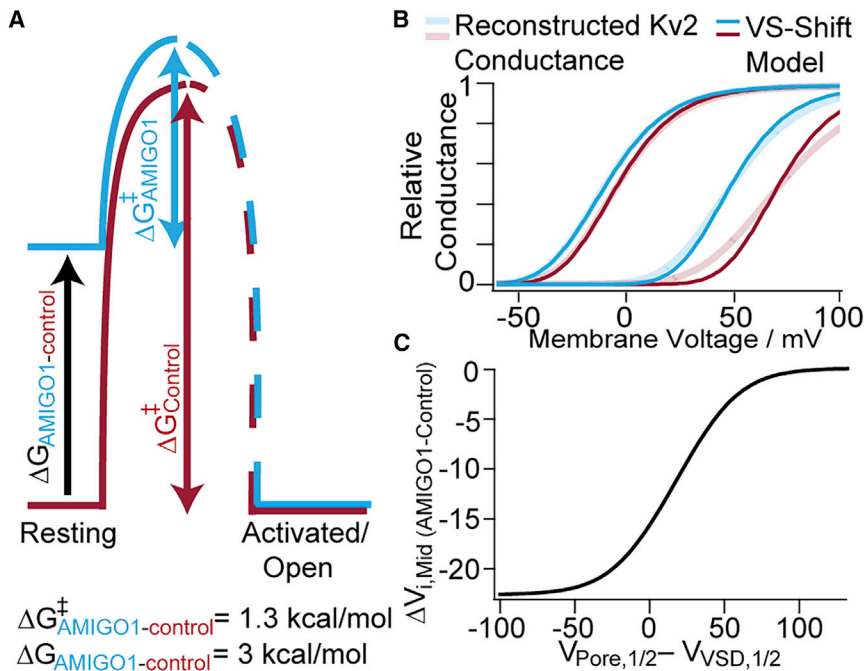 A
ΔG‡AMIGO1
ΔGAMIGO1-control
ΔG‡Control
Resting
Activated/
Open
ΔG‡AMIGO1-control= 1.3 kcal/mol
ΔGAMIGO1-control= 3 kcal/mol
B
Reconstructed Kv2
Conductance
VS-Shift
Model
Relative
Conductance
1
0
-50 0 50 100
Membrane Voltage / mV
C
ΔVi,Mid (AMIGO1-Control)
0
-5
-10
-15
-20
-100 -50 0 50 100
VPore,1/2− VVSD,1/2